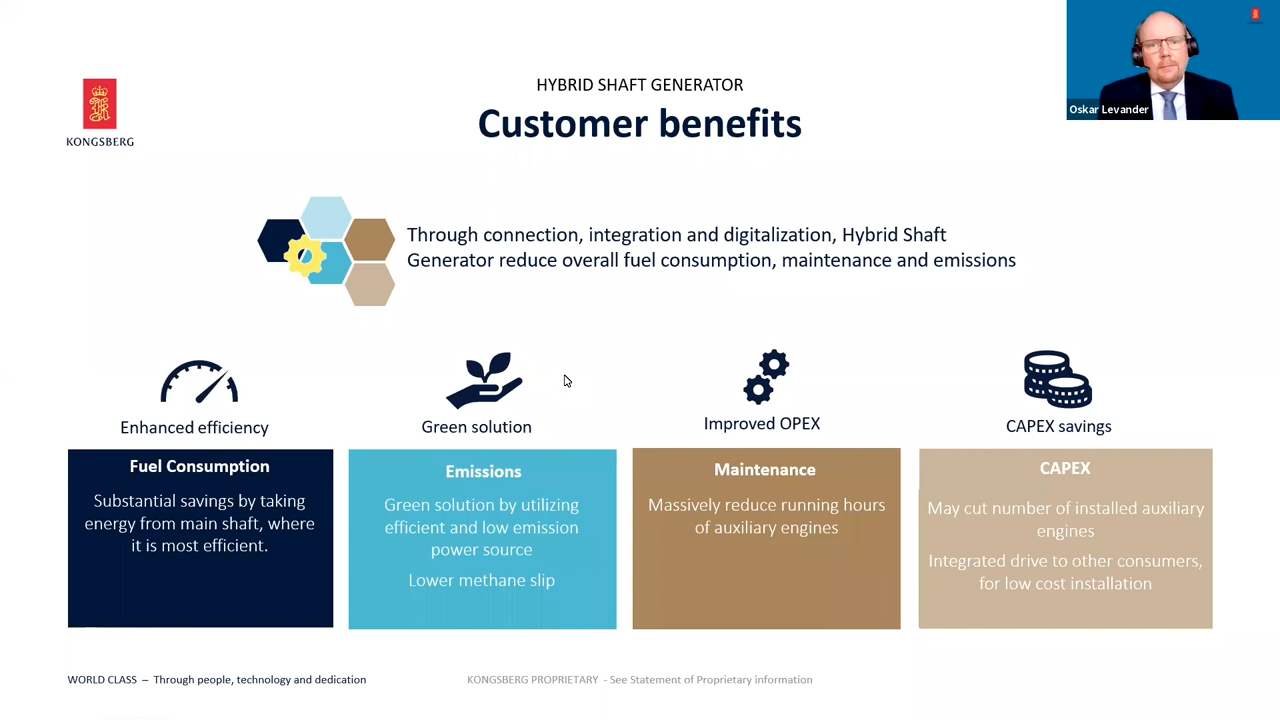 HYBRID SHAFT GENERATOR
Customer benefits
KONGSBERG
Oskar Levander
Through connection, integration and digitalization, Hybrid Shaft
Generator reduce overall fuel consumption, maintenance and emissions
Enhanced efficiency
Fuel Consumption
Substantial savings by taking
energy from main shaft, where
it is most efficient.
Green solution
Emissions
Green solution by utilizing
efficient and low emission
power source
Lower methane slip
Improved OPEX
Maintenance
Massively reduce running hours
of auxiliary engines
CAPEX savings
CAPEX
May cut number of installed auxiliary
engines
Integrated drive to other consumers,
for low cost installation
WORLD CLASS – Through people, technology and dedication
KONGSBERG PROPRIETARY - See Statement of Proprietary information